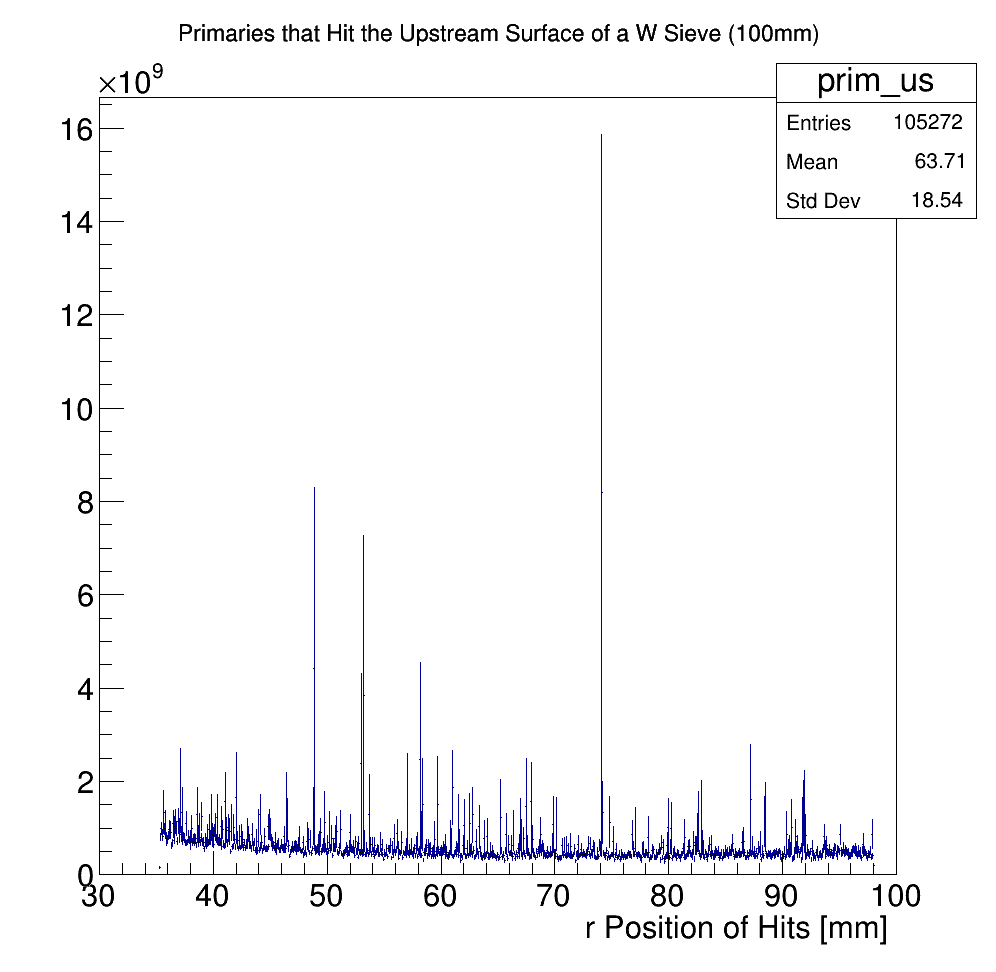 Primaries that Hit the Upstream Surface of a W Sieve (100mm)
×10⁹
prim_us
Entries 105272
Mean 63.71
Std Dev 18.54
16
14
12
10
8
6
4
2
0
30 40 50 60 70 80 90 100
r Position of Hits [mm]